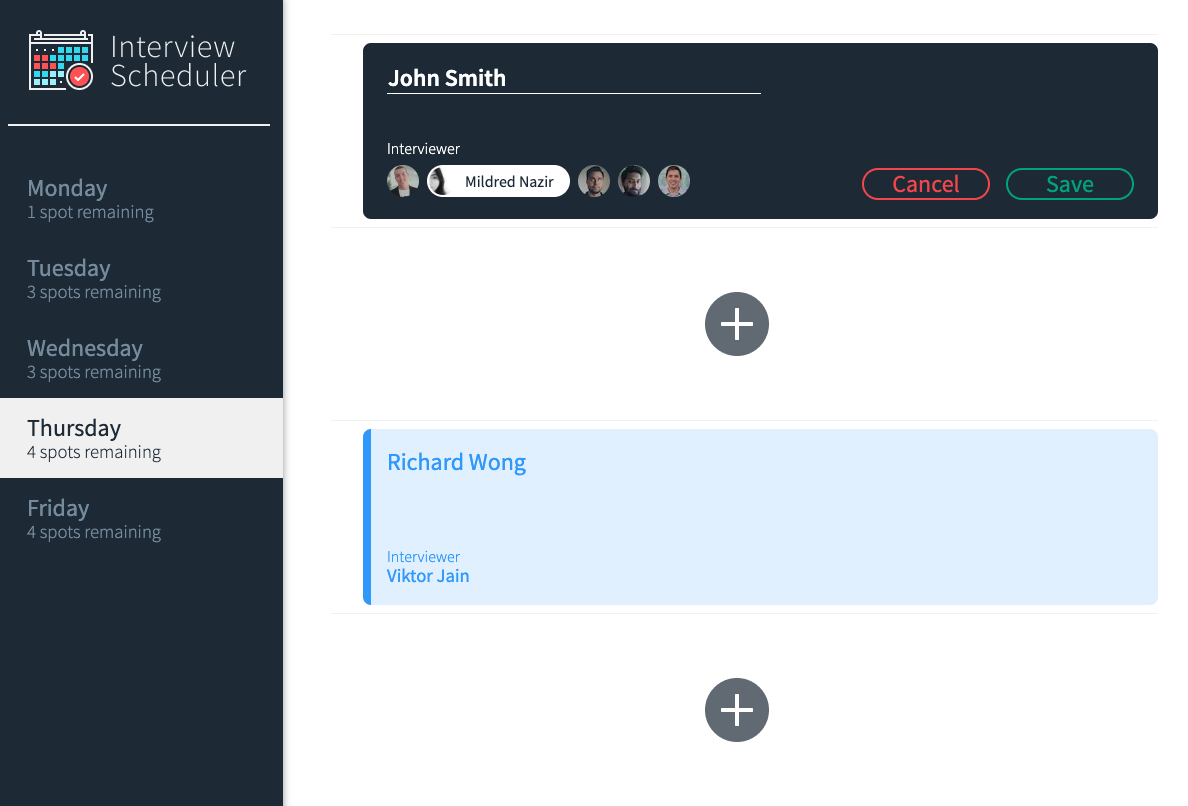 Interview
Scheduler
Monday
1 spot remaining
Tuesday
3 spots remaining
Wednesday
3 spots remaining
Thursday
4 spots remaining
Friday
4 spots remaining
John Smith
Interviewer
Mildred Nazir
Cancel
Save
Richard Wong
Interviewer
Viktor Jain